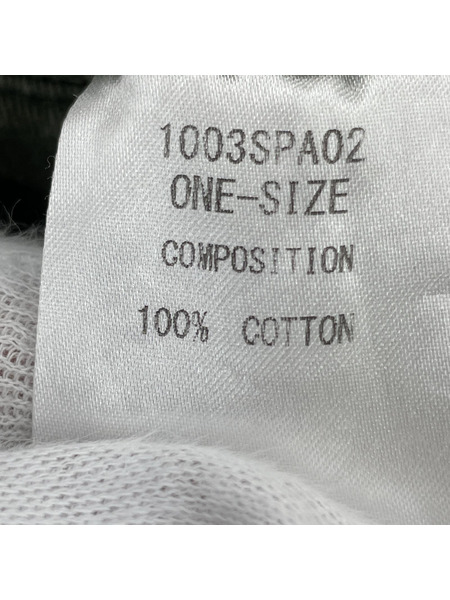 1003SPA02
ONE-SIZE
COMPOSITION
100% COTTON